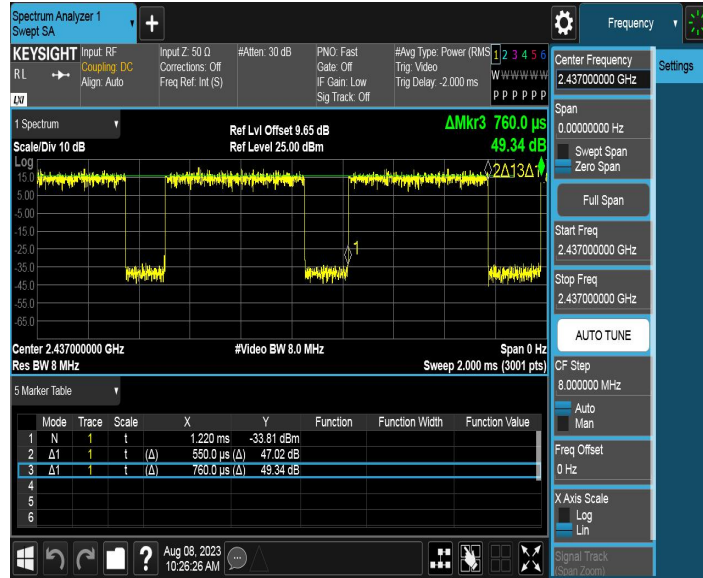 Spectrum Analyzer 1
Swept SA
+
Frequency
KEYSIGHT
RL
LXI
Input: RF
Coupling: DC
Align: Auto
Input Z: 50 Ω
Corrections: Off
Freq Ref: Int (S)
#Atten: 30 dB
PNO: Fast
Gate: Off
IF Gain: Low
Sig Track: Off
#Avg Type: Power (RMS
Trig: Video
Trig Delay: -2.000 ms
1 2 3 4 5 6
W W W W W W
P P P P P P
1 Spectrum
Scale/Div 10 dB
Ref Lvl Offset 9.65 dB
Ref Level 25.00 dBm
ΔMkr3 760.0 µs
49.34 dB
Log
15.0
5.00
-5.00
-15.0
-25.0
-35.0
-45.0
-55.0
-65.0
2Δ13Δ1
1
Center 2.437000000 GHz
#Video BW 8.0 MHz
Span 0 Hz
Res BW 8 MHz
Sweep 2.000 ms (3001 pts)
5 Marker Table
Mode Trace Scale X Y Function Function Width Function Value
1 N 1 t 1.220 ms -33.81 dBm
2 Δ1 1 t (Δ) 550.0 µs (Δ) 47.02 dB
3 Δ1 1 t (Δ) 760.0 µs (Δ) 49.34 dB
4
5
6
?
Aug 08, 2023
10:26:26 AM
Center Frequency
2.437000000 GHz
Span
0.00000000 Hz
Swept Span
Zero Span
Full Span
Start Freq
2.437000000 GHz
Stop Freq
2.437000000 GHz
AUTO TUNE
CF Step
8.000000 MHz
Auto
Man
Freq Offset
0 Hz
X Axis Scale
Log
Lin
Signal Track
(Span Zoom)
Settings